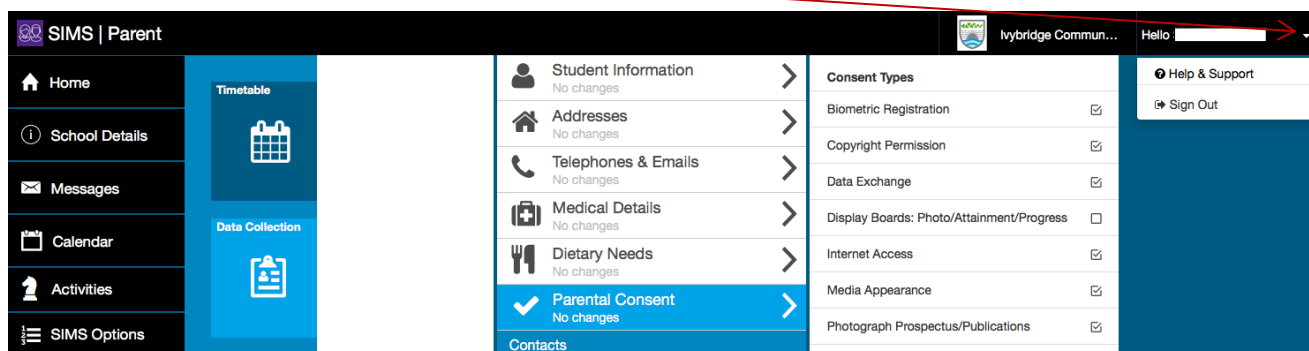 SIMS | Parent
Ivybridge Commun...
Hello
Home
School Details
Messages
Calendar
Activities
SIMS Options
Timetable
Data Collection
Student Information
No changes
Addresses
No changes
Telephones & Emails
No changes
Medical Details
No changes
Dietary Needs
No changes
Parental Consent
No changes
Contacts
Consent Types
Biometric Registration
Copyright Permission
Data Exchange
Display Boards: Photo/Attainment/Progress
Internet Access
Media Appearance
Photograph Prospectus/Publications
Help & Support
Sign Out